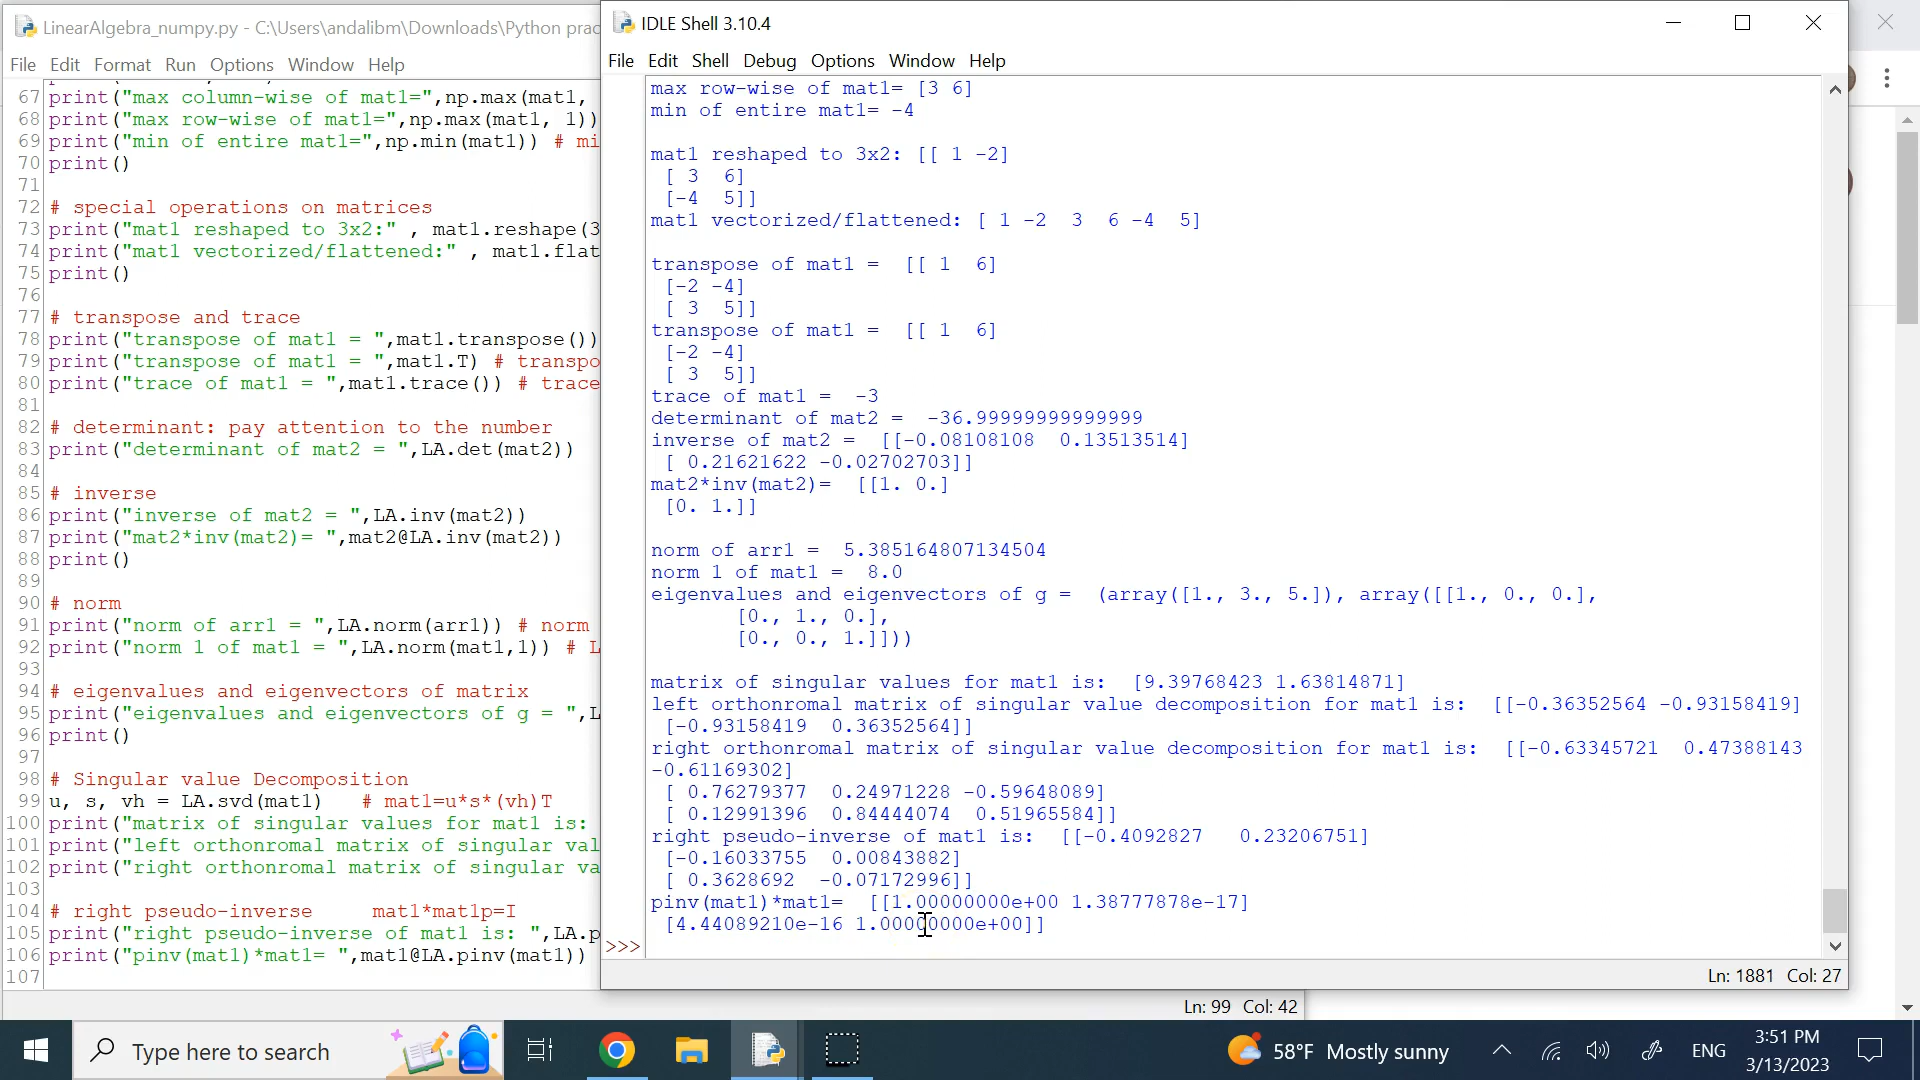 LinearAlgebra_numpy.py - C:\Users\andalibm\Downloads\Python prac
File Edit Format Run Options Window Help
67 print("max column-wise of mat1=",np.max(mat1,
68 print("max row-wise of mat1=",np.max(mat1, 1))
69 print("min of entire mat1=",np.min(mat1)) # mi
70 print()
71
72 # special operations on matrices
73 print("mat1 reshaped to 3x2:" , mat1.reshape(3
74 print("mat1 vectorized/flattened:" , mat1.flat
75 print()
76
77 # transpose and trace
78 print("transpose of mat1 = ",mat1.transpose())
79 print("transpose of mat1 = ",mat1.T) # transpo
80 print("trace of mat1 = ",mat1.trace()) # trace
81
82 # determinant: pay attention to the number
83 print("determinant of mat2 = ",LA.det(mat2))
84
85 # inverse
86 print("inverse of mat2 = ",LA.inv(mat2))
87 print("mat2*inv(mat2)= ",mat2@LA.inv(mat2))
88 print()
89
90 # norm
91 print("norm of arr1 = ",LA.norm(arr1)) # norm
92 print("norm 1 of mat1 = ",LA.norm(mat1,1)) # L
93
94 # eigenvalues and eigenvectors of matrix
95 print("eigenvalues and eigenvectors of g = ",L
96 print()
97
98 # Singular value Decomposition
99 u, s, vh = LA.svd(mat1)   # mat1=u*s*(vh)T
100 print("matrix of singular values for mat1 is:
101 print("left orthonromal matrix of singular val
102 print("right orthonromal matrix of singular va
103
104 # right pseudo-inverse     mat1*mat1p=I
105 print("right pseudo-inverse of mat1 is: ",LA.p
106 print("pinv(mat1)*mat1= ",mat1@LA.pinv(mat1))
107
Ln: 99 Col: 42
IDLE Shell 3.10.4
File Edit Shell Debug Options Window Help
max row-wise of mat1= [3 6]
min of entire mat1= -4
mat1 reshaped to 3x2: [[ 1 -2]
[ 3  6]
[-4  5]]
mat1 vectorized/flattened: [ 1 -2  3  6 -4  5]
transpose of mat1 =  [[ 1  6]
[-2 -4]
[ 3  5]]
transpose of mat1 =  [[ 1  6]
[-2 -4]
[ 3  5]]
trace of mat1 =  -3
determinant of mat2 =  -36.99999999999999
inverse of mat2 =  [[-0.08108108  0.13513514]
[ 0.21621622 -0.02702703]]
mat2*inv(mat2)=  [[1. 0.]
[0. 1.]]
norm of arr1 =  5.385164807134504
norm 1 of mat1 =  8.0
eigenvalues and eigenvectors of g =  (array([1., 3., 5.]), array([[1., 0., 0.],
[0., 1., 0.],
[0., 0., 1.]]))
matrix of singular values for mat1 is:  [9.39768423 1.63814871]
left orthonromal matrix of singular value decomposition for mat1 is:  [[-0.36352564 -0.93158419]
[-0.93158419  0.36352564]]
right orthonromal matrix of singular value decomposition for mat1 is:  [[-0.63345721  0.47388143
-0.61169302]
[ 0.76279377  0.24971228 -0.59648089]
[ 0.12991396  0.84444074  0.51965584]]
right pseudo-inverse of mat1 is:  [[-0.4092827   0.23206751]
[-0.16033755  0.00843882]
[ 0.3628692  -0.07172996]]
pinv(mat1)*mat1=  [[1.00000000e+00 1.38777878e-17]
[4.44089210e-16 1.00000000e+00]]
>>>
Ln: 1881 Col: 27
Type here to search
58°F Mostly sunny
ENG
3:51 PM
3/13/2023